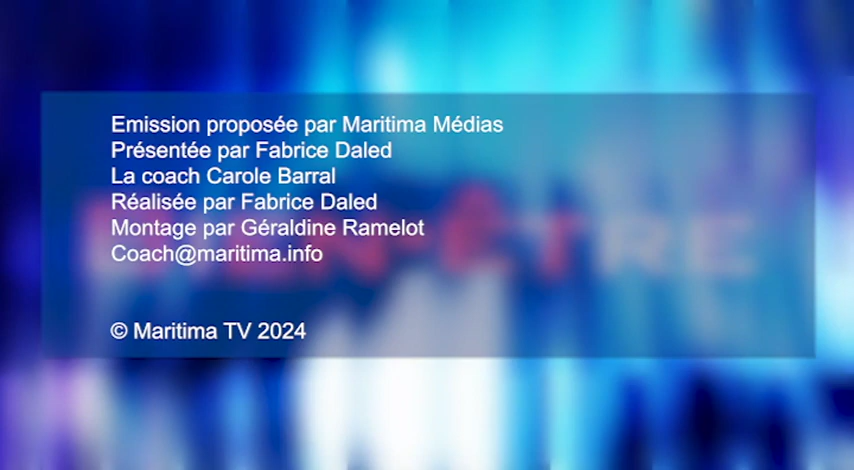 Emission proposée par Maritima Médias
Présentée par Fabrice Daled
La coach Carole Barral
Réalisée par Fabrice Daled
Montage par Géraldine Ramelot
Coach@maritima.info
© Maritima TV 2024